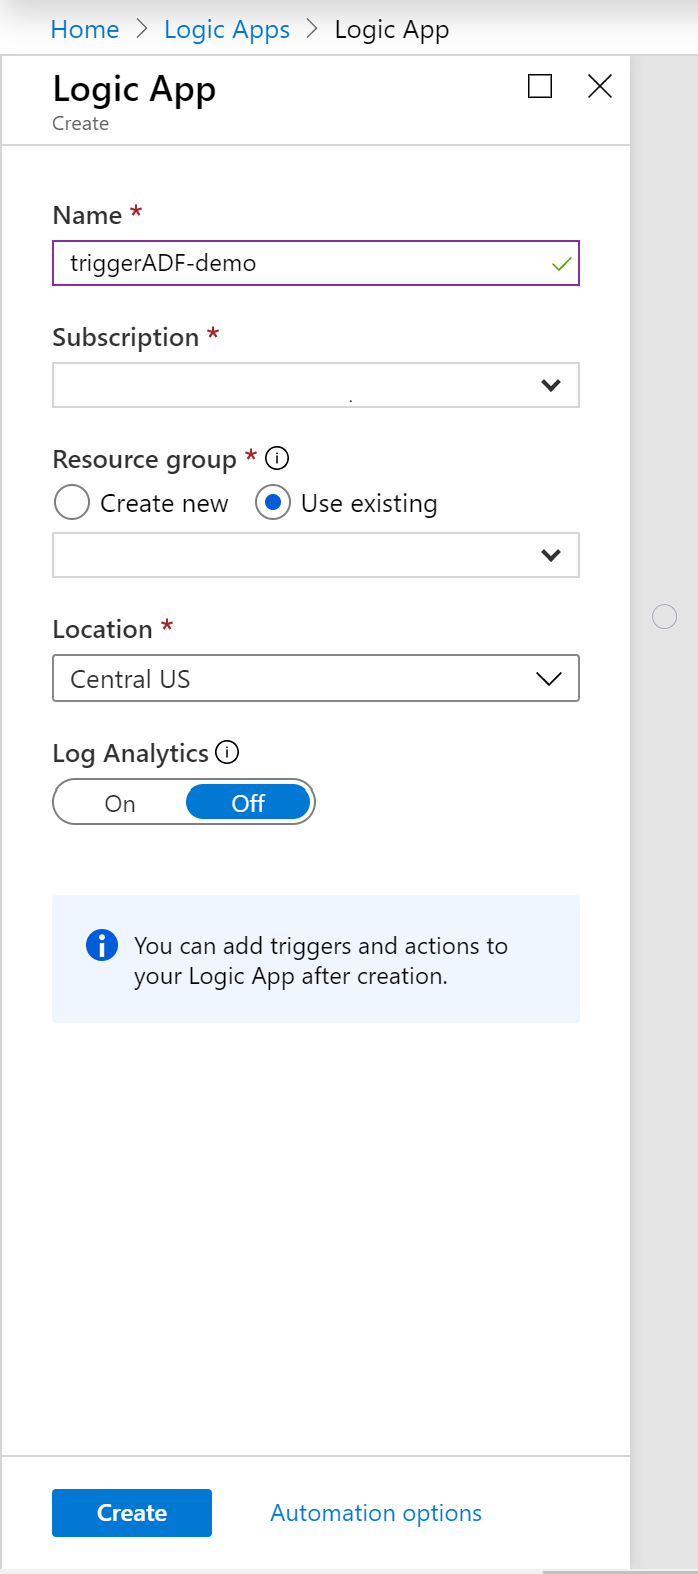 Home > Logic Apps > Logic App
Logic App
Create
Name *
triggerADF-demo
Subscription *
Resource group *
Create new Use existing
Location *
Central US
Log Analytics
On Off
You can add triggers and actions to
your Logic App after creation.
Create Automation options